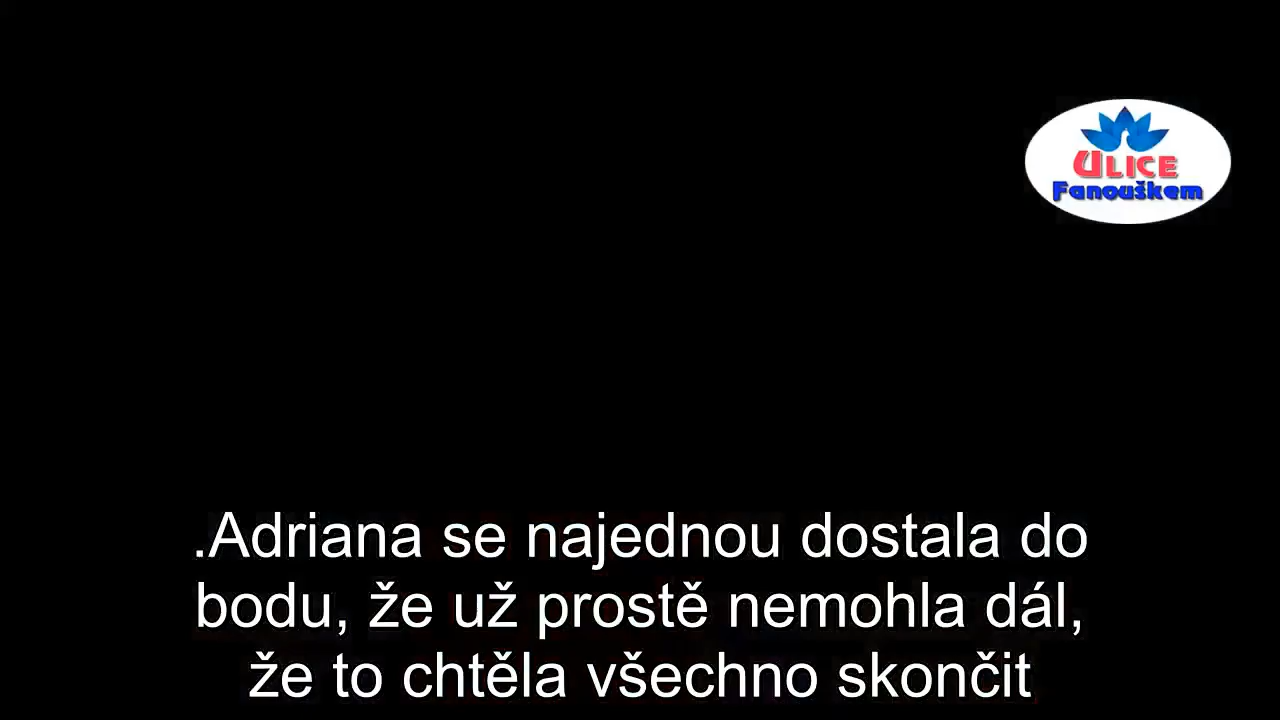 ULICE
Fanouškem
.Adriana se najednou dostala do
bodu, že už prostě nemohla dál,
že to chtěla všechno skončit